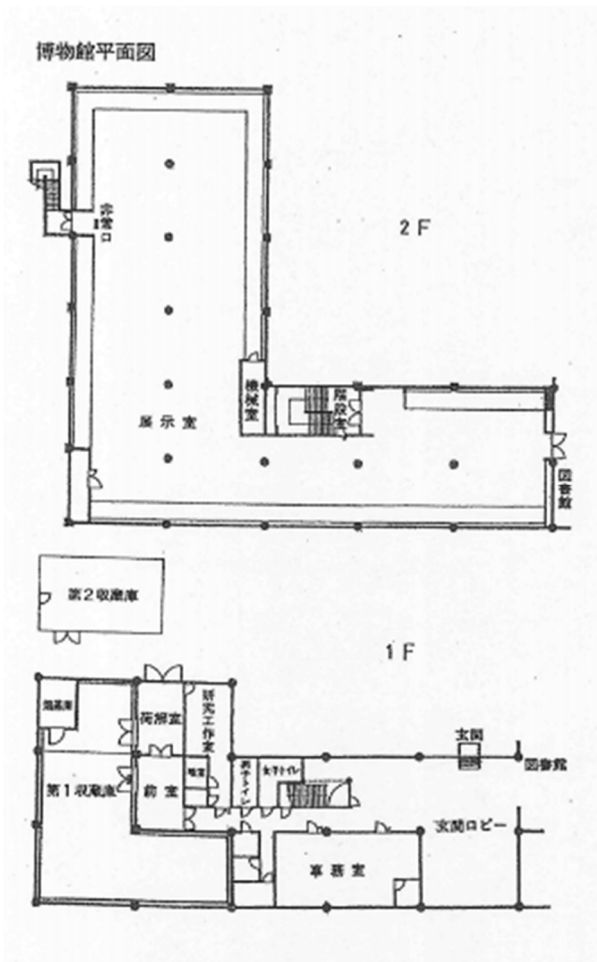 博物館平面図
2F
非常口
機械室
階段室
展示室
図書館
第2収蔵庫
1F
燻蒸庫
荷解室
研究工作室
玄関
図書館
第1収蔵庫
前室
暗室
男子トイレ
女子トイレ
玄関ロビー
事務室